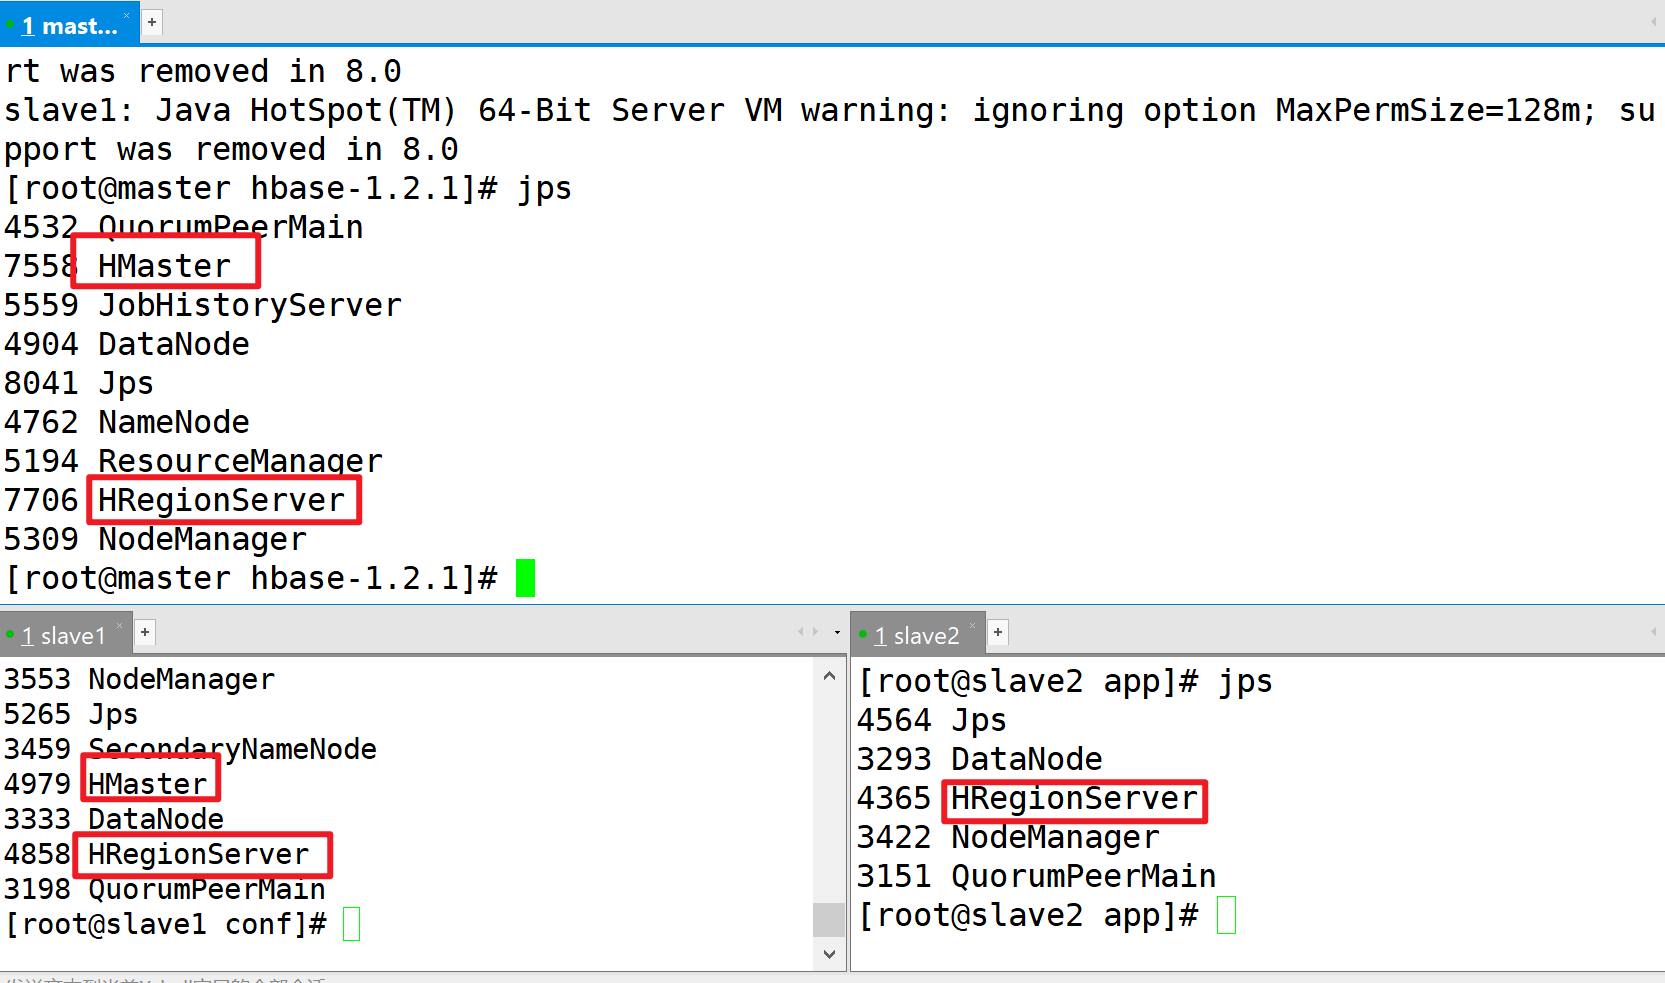 1 mast...
rt was removed in 8.0
slave1: Java HotSpot(TM) 64-Bit Server VM warning: ignoring option MaxPermSize=128m; su
pport was removed in 8.0
[root@master hbase-1.2.1]# jps
4532 QuorumPeerMain
7558 HMaster
5559 JobHistoryServer
4904 DataNode
8041 Jps
4762 NameNode
5194 ResourceManager
7706 HRegionServer
5309 NodeManager
[root@master hbase-1.2.1]#
1 slave1
3553 NodeManager
5265 Jps
3459 SecondaryNameNode
4979 HMaster
3333 DataNode
4858 HRegionServer
3198 QuorumPeerMain
[root@slave1 conf]#
1 slave2
[root@slave2 app]# jps
4564 Jps
3293 DataNode
4365 HRegionServer
3422 NodeManager
3151 QuorumPeerMain
[root@slave2 app]#